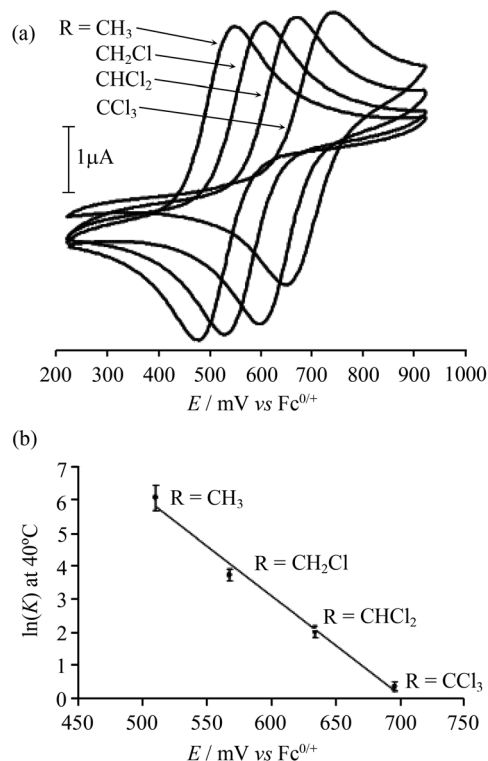 (a)
R = CH₃
CH₂Cl
CHCl₂
CCl₃
1µA
200 300 400 500 600 700 800 900 1000
E / mV vs Fc⁰/⁺
(b)
ln(K) at 40°C
7
6
5
4
3
2
1
0
R = CH₃
R = CH₂Cl
R = CHCl₂
R = CCl₃
450 500 550 600 650 700 750
E / mV vs Fc⁰/⁺